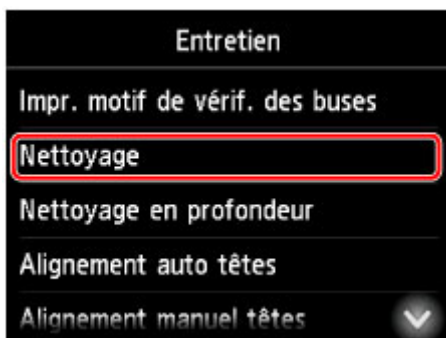 Entretien
Impr. motif de vérif. des buses
Nettoyage
Nettoyage en profondeur
Alignement auto têtes
Alignement manuel têtes